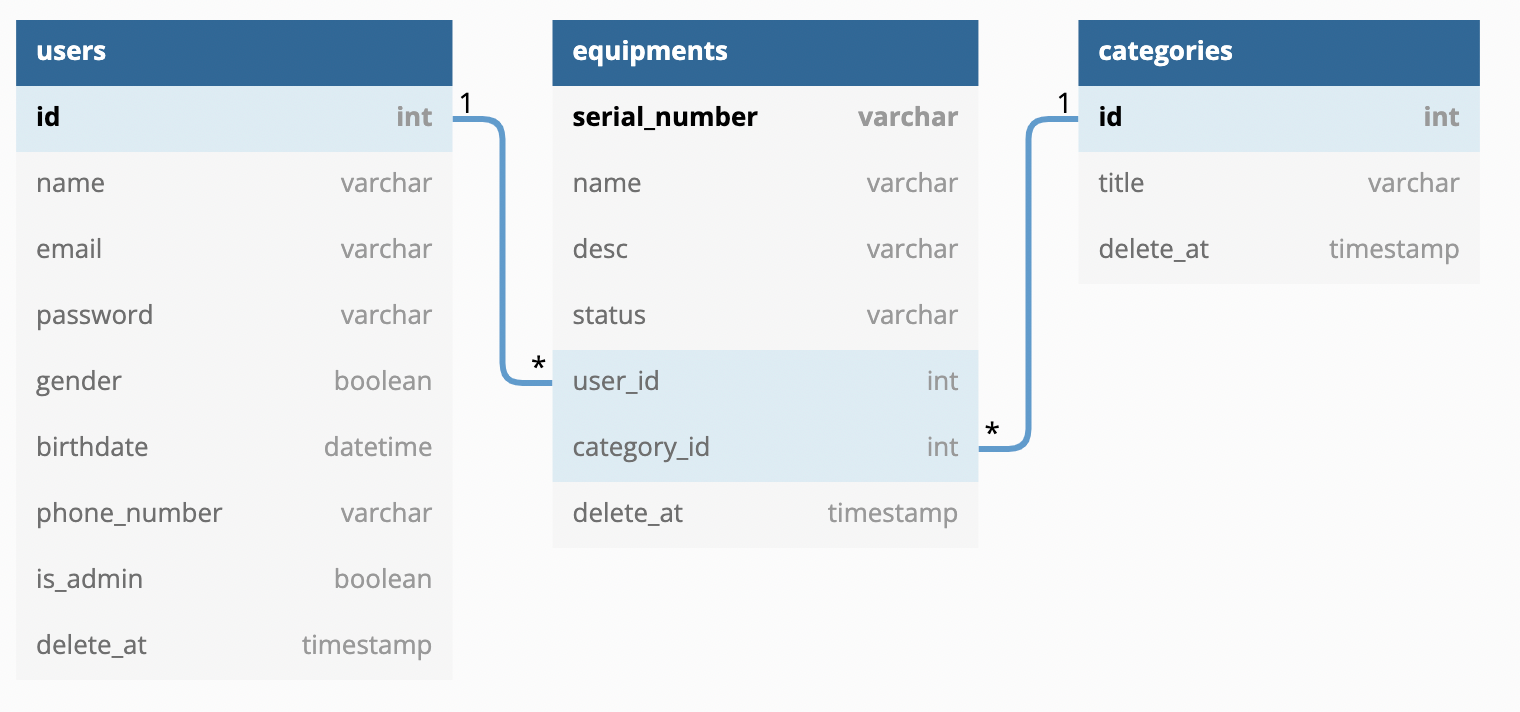 users
id int
name varchar
email varchar
password varchar
gender boolean
birthdate datetime
phone_number varchar
is_admin boolean
delete_at timestamp
1
*
equipments
serial_number varchar
name varchar
desc varchar
status varchar
user_id int
category_id int
delete_at timestamp
*
1
categories
id int
title varchar
delete_at timestamp